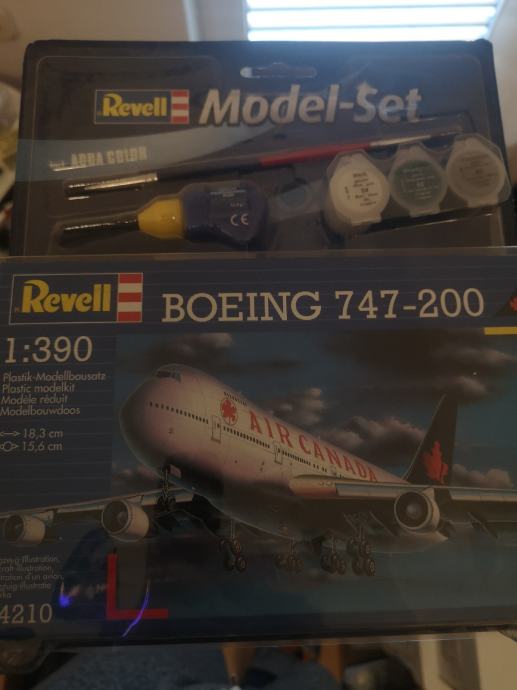 Revell Model-Set
AQUA COLOR
CE
Revell
BOEING 747-200
1:390
Plastik-Modellbausatz
Plastic modelkit
Modèle réduit
Modelbouwdoos
18,3 cm
15,6 cm
AIR CANADA
4210